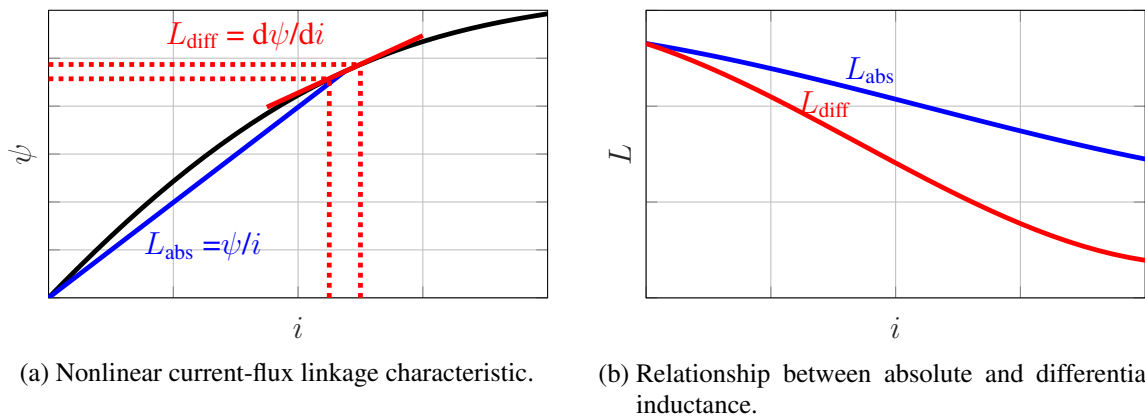 L_diff = dψ/di
ψ
L_abs =ψ/i
i
(a) Nonlinear current-flux linkage characteristic.
L_abs
L_diff
L
i
(b) Relationship between absolute and differentia
inductance.